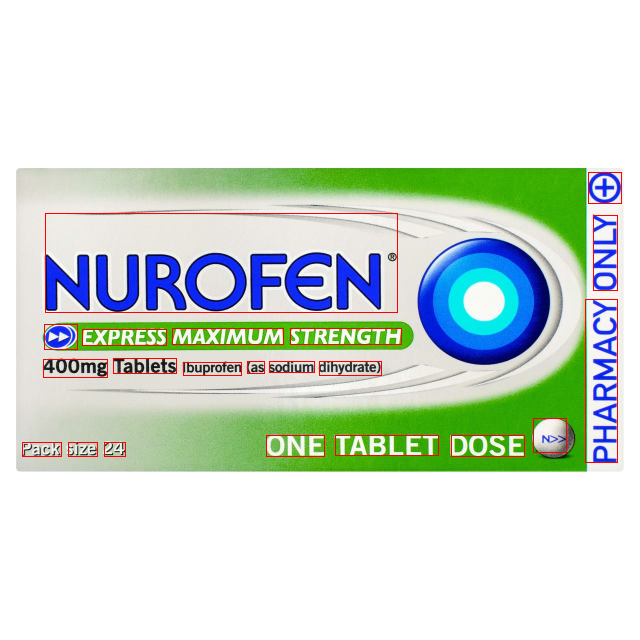 NUROFEN®
EXPRESS MAXIMUM STRENGTH
400mg Tablets Ibuprofen (as sodium dihydrate)
Pack size 24
ONE TABLET DOSE
N>>
PHARMACY ONLY